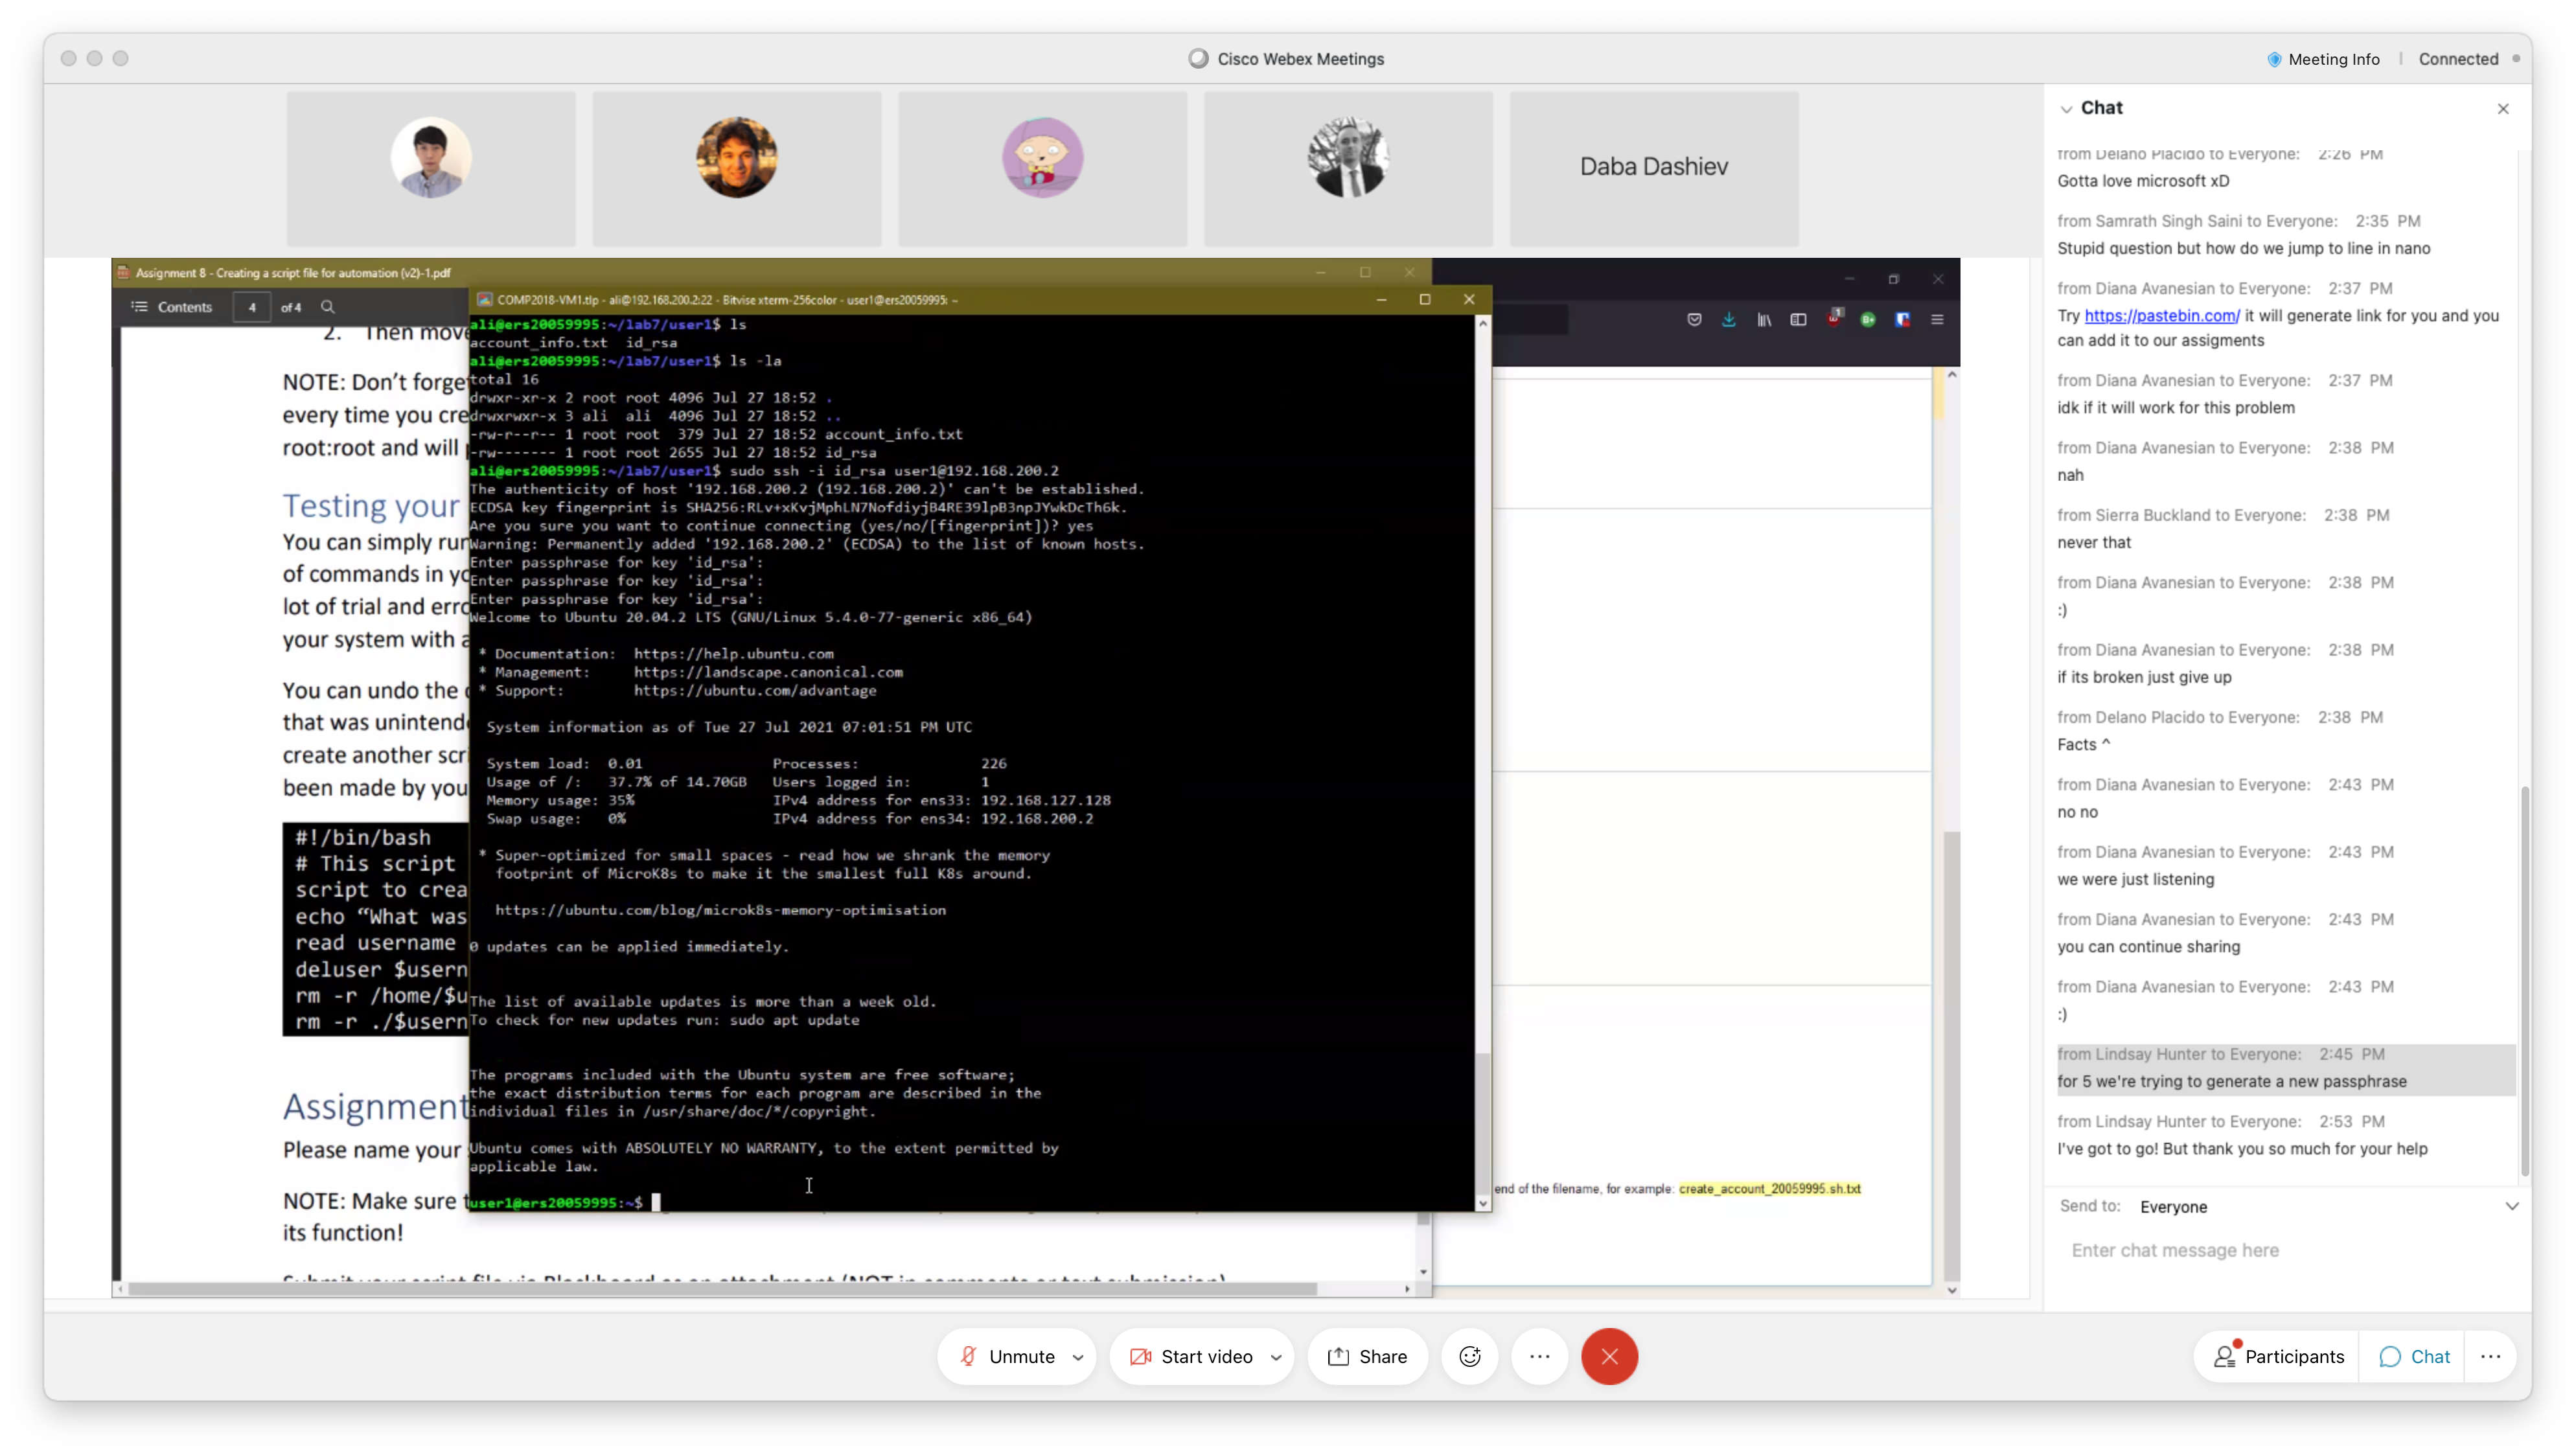 Cisco Webex Meetings
Meeting Info
Connected
Daba Dashiev
Assignment 8 - Creating a script file for automation (v2)-1.pdf
Contents
4
of 4
2. Then move
NOTE: Don't forge
every time you cre
root:root and will
Testing your
You can simply run
of commands in yo
lot of trial and erro
your system with a
You can undo the
that was unintend
create another scri
been made by you
#!/bin/bash
# This script
script to crea
echo “What was
read username
deluser $usern
rm -r /home/$u
rm -r ./$usern
Assignment
Please name your
NOTE: Make sure t
its function!
Submit your script file via Blackboard as an attachment (NOT in comments or text submission)
COMP2018-VM1.tlp - ali@192.168.200.2:22 - Bitvise xterm-256color - user1@ers20059995: ~
ali@ers20059995:~/lab7/user1$ ls
account_info.txt id_rsa
ali@ers20059995:~/lab7/user1$ ls -la
total 16
drwxr-xr-x 2 root root 4096 Jul 27 18:52 .
drwxrwxr-x 3 ali ali 4096 Jul 27 18:52 ..
-rw-r--r-- 1 root root 379 Jul 27 18:52 account_info.txt
-rw------- 1 root root 2655 Jul 27 18:52 id_rsa
ali@ers20059995:~/lab7/user1$ sudo ssh -i id_rsa user1@192.168.200.2
The authenticity of host '192.168.200.2 (192.168.200.2)' can't be established.
ECDSA key fingerprint is SHA256:RLv+xKvjMphLN7NofdiyjB4RE39lpB3npJYwkDcTh6k.
Are you sure you want to continue connecting (yes/no/[fingerprint])? yes
Warning: Permanently added '192.168.200.2' (ECDSA) to the list of known hosts.
Enter passphrase for key 'id_rsa':
Enter passphrase for key 'id_rsa':
Enter passphrase for key 'id_rsa':
Welcome to Ubuntu 20.04.2 LTS (GNU/Linux 5.4.0-77-generic x86_64)
* Documentation: https://help.ubuntu.com
* Management: https://landscape.canonical.com
* Support: https://ubuntu.com/advantage
System information as of Tue 27 Jul 2021 07:01:51 PM UTC
System load: 0.01 Processes: 226
Usage of /: 37.7% of 14.70GB Users logged in: 1
Memory usage: 35% IPv4 address for ens33: 192.168.127.128
Swap usage: 0% IPv4 address for ens34: 192.168.200.2
* Super-optimized for small spaces - read how we shrank the memory
footprint of MicroK8s to make it the smallest full K8s around.
https://ubuntu.com/blog/microk8s-memory-optimisation
0 updates can be applied immediately.
The list of available updates is more than a week old.
To check for new updates run: sudo apt update
The programs included with the Ubuntu system are free software;
the exact distribution terms for each program are described in the
individual files in /usr/share/doc/*/copyright.
Ubuntu comes with ABSOLUTELY NO WARRANTY, to the extent permitted by
applicable law.
user1@ers20059995:~$
end of the filename, for example: create_account_20059995.sh.txt
Chat
from Delano Placido to Everyone: 2:26 PM
Gotta love microsoft xD
from Samrath Singh Saini to Everyone: 2:35 PM
Stupid question but how do we jump to line in nano
from Diana Avanesian to Everyone: 2:37 PM
Try https://pastebin.com/ it will generate link for you and you
can add it to our assigments
from Diana Avanesian to Everyone: 2:37 PM
idk if it will work for this problem
from Diana Avanesian to Everyone: 2:38 PM
nah
from Sierra Buckland to Everyone: 2:38 PM
never that
from Diana Avanesian to Everyone: 2:38 PM
:)
from Diana Avanesian to Everyone: 2:38 PM
if its broken just give up
from Delano Placido to Everyone: 2:38 PM
Facts ^
from Diana Avanesian to Everyone: 2:43 PM
no no
from Diana Avanesian to Everyone: 2:43 PM
we were just listening
from Diana Avanesian to Everyone: 2:43 PM
you can continue sharing
from Diana Avanesian to Everyone: 2:43 PM
:)
from Lindsay Hunter to Everyone: 2:45 PM
for 5 we're trying to generate a new passphrase
from Lindsay Hunter to Everyone: 2:53 PM
I've got to go! But thank you so much for your help
Send to: Everyone
Enter chat message here
Unmute
Start video
Share
Participants
Chat